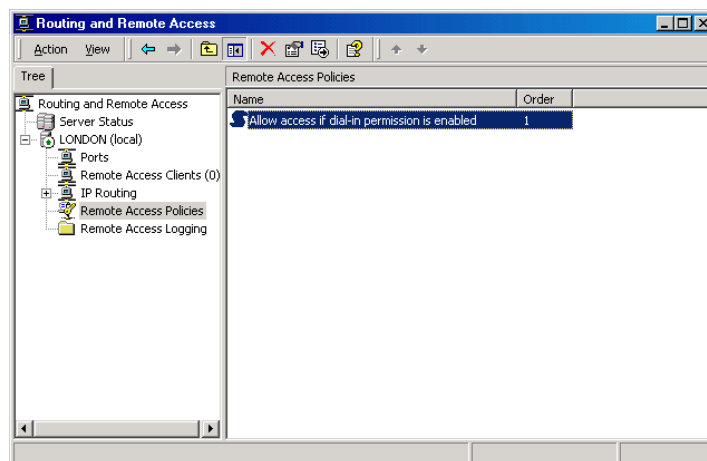 Routing and Remote Access
Action View
Tree
Remote Access Policies
Name Order
Routing and Remote Access
Server Status
LONDON (local)
Ports
Remote Access Clients (0)
IP Routing
Remote Access Policies
Remote Access Logging
Allow access if dial-in permission is enabled 1